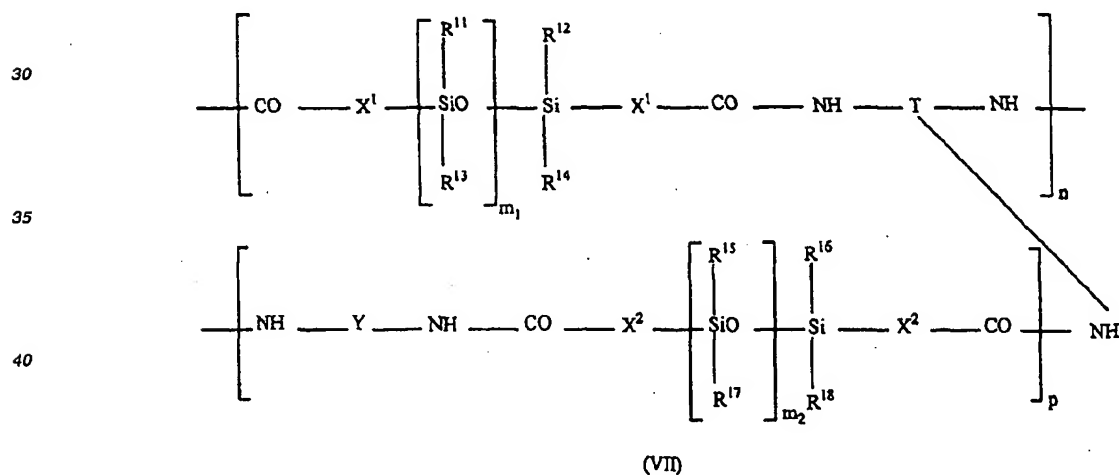 R¹¹ R¹²
30
CO X¹ SiO Si X¹ CO NH T NH
R¹³ R¹⁴
m₁ n
35
R¹⁵ R¹⁶
NH Y NH CO X² SiO Si X² CO NH
40
R¹⁷ R¹⁸
m₂ p
(VII)